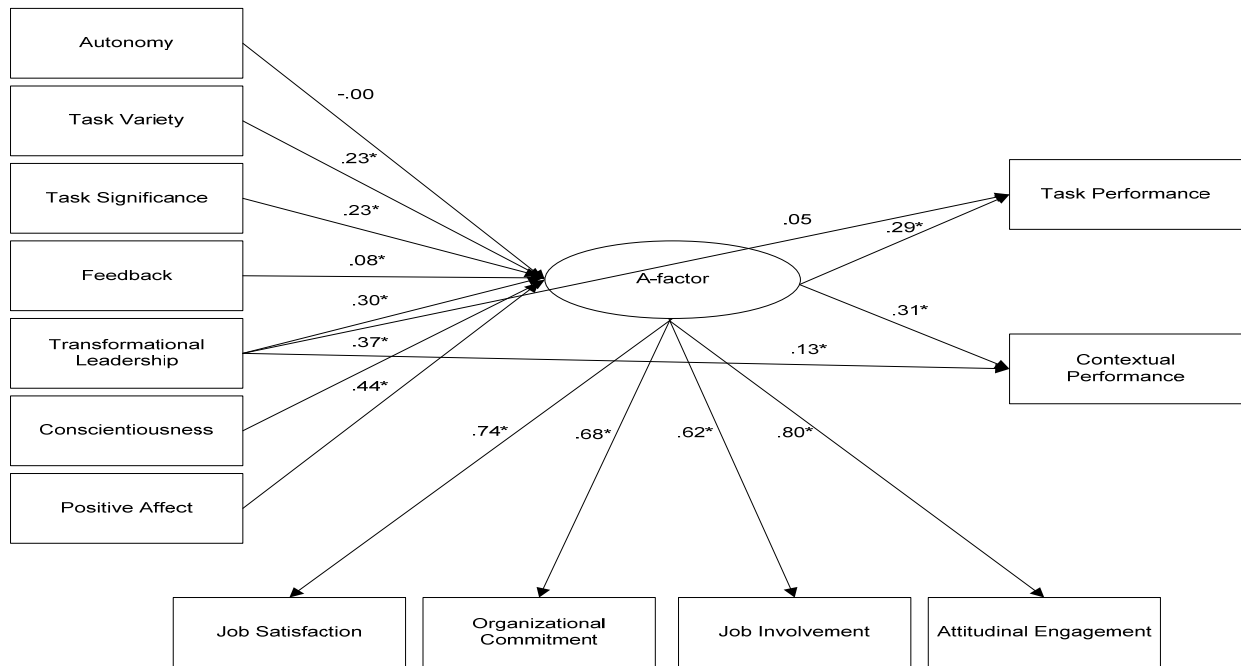 Autonomy
-.00
Task Variety
.23*
Task Significance
.23*
Feedback
.08*
.30*
Transformational
Leadership
.37*
Conscientiousness
.44*
Positive Affect
A-factor
.05
.29*
Task Performance
.31*
.13*
Contextual
Performance
.74*
.68*
.62*
.80*
Job Satisfaction
Organizational
Commitment
Job Involvement
Attitudinal Engagement